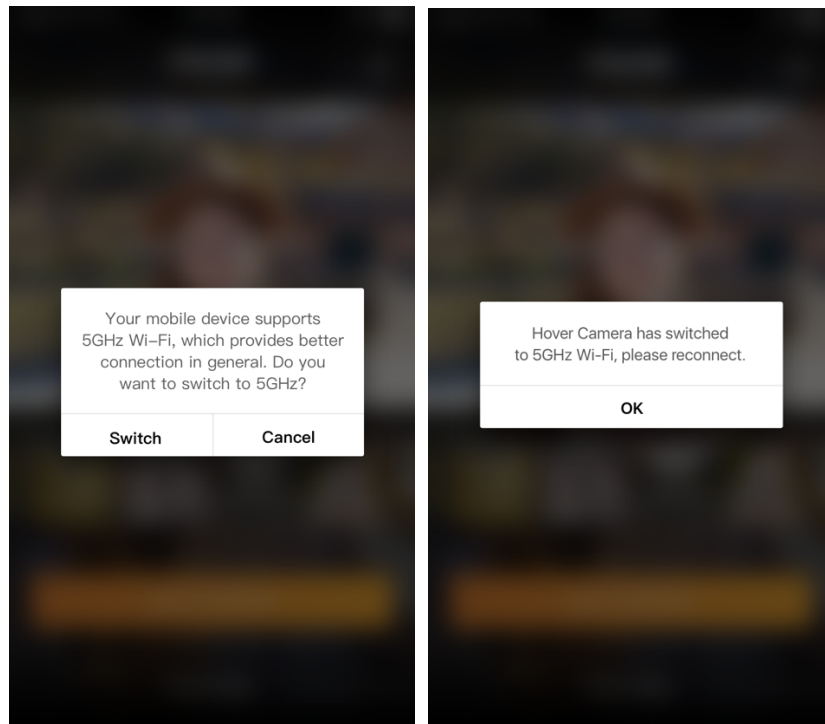 Your mobile device supports
5GHz Wi–Fi, which provides better
connection in general. Do you
want to switch to 5GHz?
Switch
Cancel
Hover Camera has switched
to 5GHz Wi-Fi, please reconnect.
OK